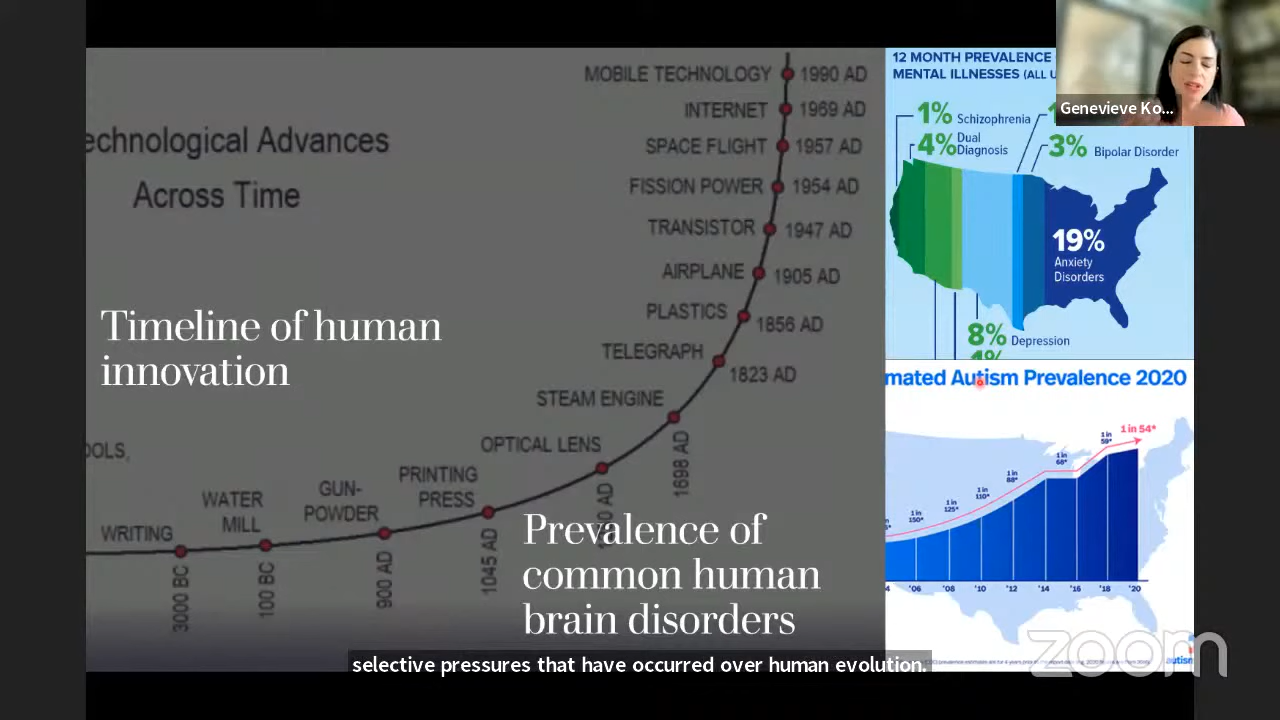 echnological Advances
Across Time
MOBILE TECHNOLOGY 1990 AD
INTERNET 1969 AD
SPACE FLIGHT 1957 AD
FISSION POWER 1954 AD
TRANSISTOR 1947 AD
AIRPLANE 1905 AD
PLASTICS 1856 AD
TELEGRAPH 1823 AD
STEAM ENGINE 1698 AD
OPTICAL LENS
PRINTING
PRESS 1045 AD
GUN-
POWDER 900 AD
WATER
MILL 100 BC
WRITING 3000 BC
OOLS,
Timeline of human
innovation
Prevalence of
common human
brain disorders
12 MONTH PREVALENCE
MENTAL ILLNESSES (ALL U
1% Schizophrenia
4% Dual
Diagnosis
3% Bipolar Disorder
19%
Anxiety
Disorders
8% Depression
Genevieve Ko...
mated Autism Prevalence 2020
1 in 150*
1 in 125*
1 in 110*
1 in 88*
1 in 68*
1 in 59*
1 in 54*
'06 '08 '10 '12 '14 '16 '18 '20
selective pressures that have occurred over human evolution.
zoom